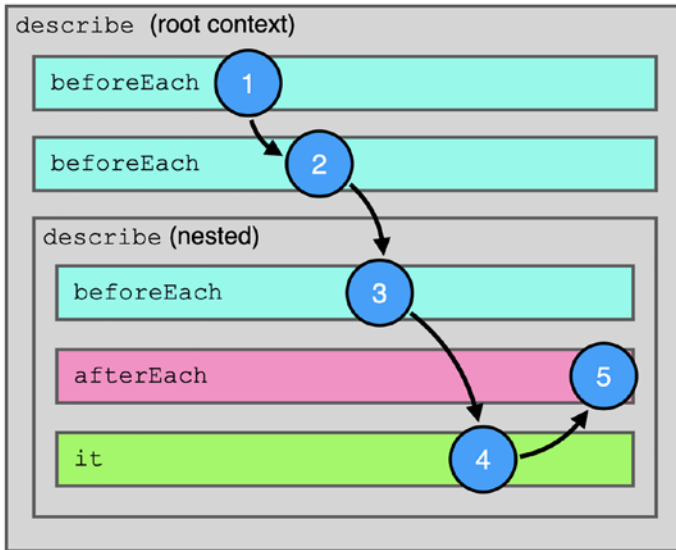 describe (root context)
beforeEach 1
beforeEach 2
describe (nested)
beforeEach 3
afterEach 5
it 4